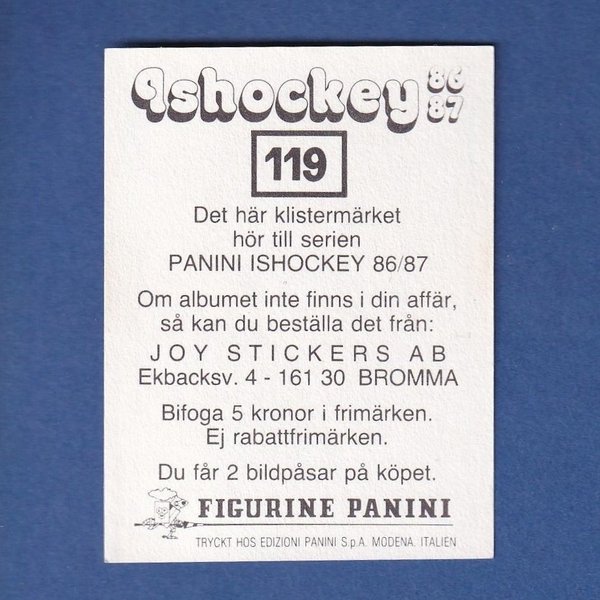 Ishockey 86
87
119
Det här klistermärket
hör till serien
PANINI ISHOCKEY 86/87
Om albumet inte finns i din affär,
så kan du beställa det från:
JOY STICKERS AB
Ekbacksv. 4 - 161 30 BROMMA
Bifoga 5 kronor i frimärken.
Ej rabattfrimärken.
Du får 2 bildpåsar på köpet.
FIGURINE PANINI
TRYCKT HOS EDIZIONI PANINI S.p.A. MODENA. ITALIEN